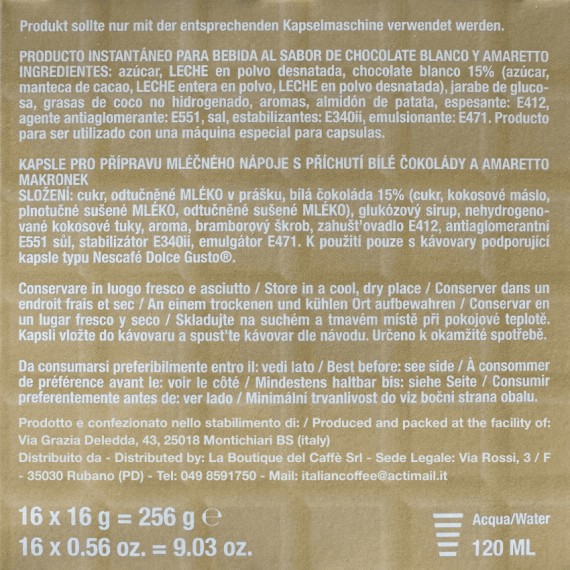 Produkt sollte nur mit der entsprechenden Kapselmaschine verwendet werden.
PRODUCTO INSTANTÁNEO PARA BEBIDA AL SABOR DE CHOCOLATE BLANCO Y AMARETTO
INGREDIENTES: azúcar, LECHE en polvo desnatada, chocolate blanco 15% (azúcar,
manteca de cacao, LECHE entera en polvo, LECHE en polvo desnatada), jarabe de gluco-
sa, grasas de coco no hidrogenado, aromas, almidón de patata, espesante: E412,
agente antiaglomerante: E551, sal, estabilizantes: E340ii, emulsionante: E471. Producto
para ser utilizado con una máquina especial para capsulas.
KAPSLE PRO PŘÍPRAVU MLÉČNÉHO NÁPOJE S PŘÍCHUTÍ BÍLÉ ČOKOLÁDY A AMARETTO
MAKRONEK
SLOŽENÍ: cukr, odtučněné MLÉKO v prášku, bílá čokoláda 15% (cukr, kokosové máslo,
plnotučné sušené MLÉKO, odtučněné sušené MLÉKO), glukózový sirup, nehydrogeno-
vané kokosové tuky, aroma, bramborový škrob, zahušt'ovadlo E412, antiaglomerantní
E551 sůl, stabilizátor E340ii, emulgátor E471. K použití pouze s kávovary podporující
kapsle typu Nescafé Dolce Gusto®.
Conservare in luogo fresco e asciutto / Store in a cool, dry place / Conserver dans un
endroit frais et sec / An einem trockenen und kühlen Ort aufbewahren / Conservar en
un lugar fresco y seco / Skladujte na suchém a tmavém místě při pokojové teplotě.
Kapsli vložte do kávovaru a spust'te kávovar dle návodu. Určeno k okamžité spotřebě.
Da consumarsi preferibilmente entro il: vedi lato / Best before: see side / À consommer
de préférence avant le: voir le côté / Mindestens haltbar bis: siehe Seite / Consumir
preferentemente antes de: ver lado / Minimální trvanlivost do viz boční strana obalu.
Prodotto e confezionato nello stabilimento di: / Produced and packed at the facility of:
Via Grazia Deledda, 43, 25018 Montichiari BS (italy)
Distribuito da - Distributed by: La Boutique del Caffè Srl - Sede Legale: Via Rossi, 3 / F
- 35030 Rubano (PD) - Tel: 049 8591750 - Mail: italiancoffee@actimail.it
16 x 16 g = 256 g ℮
16 x 0.56 oz. = 9.03 oz.
Acqua/Water
120 ML